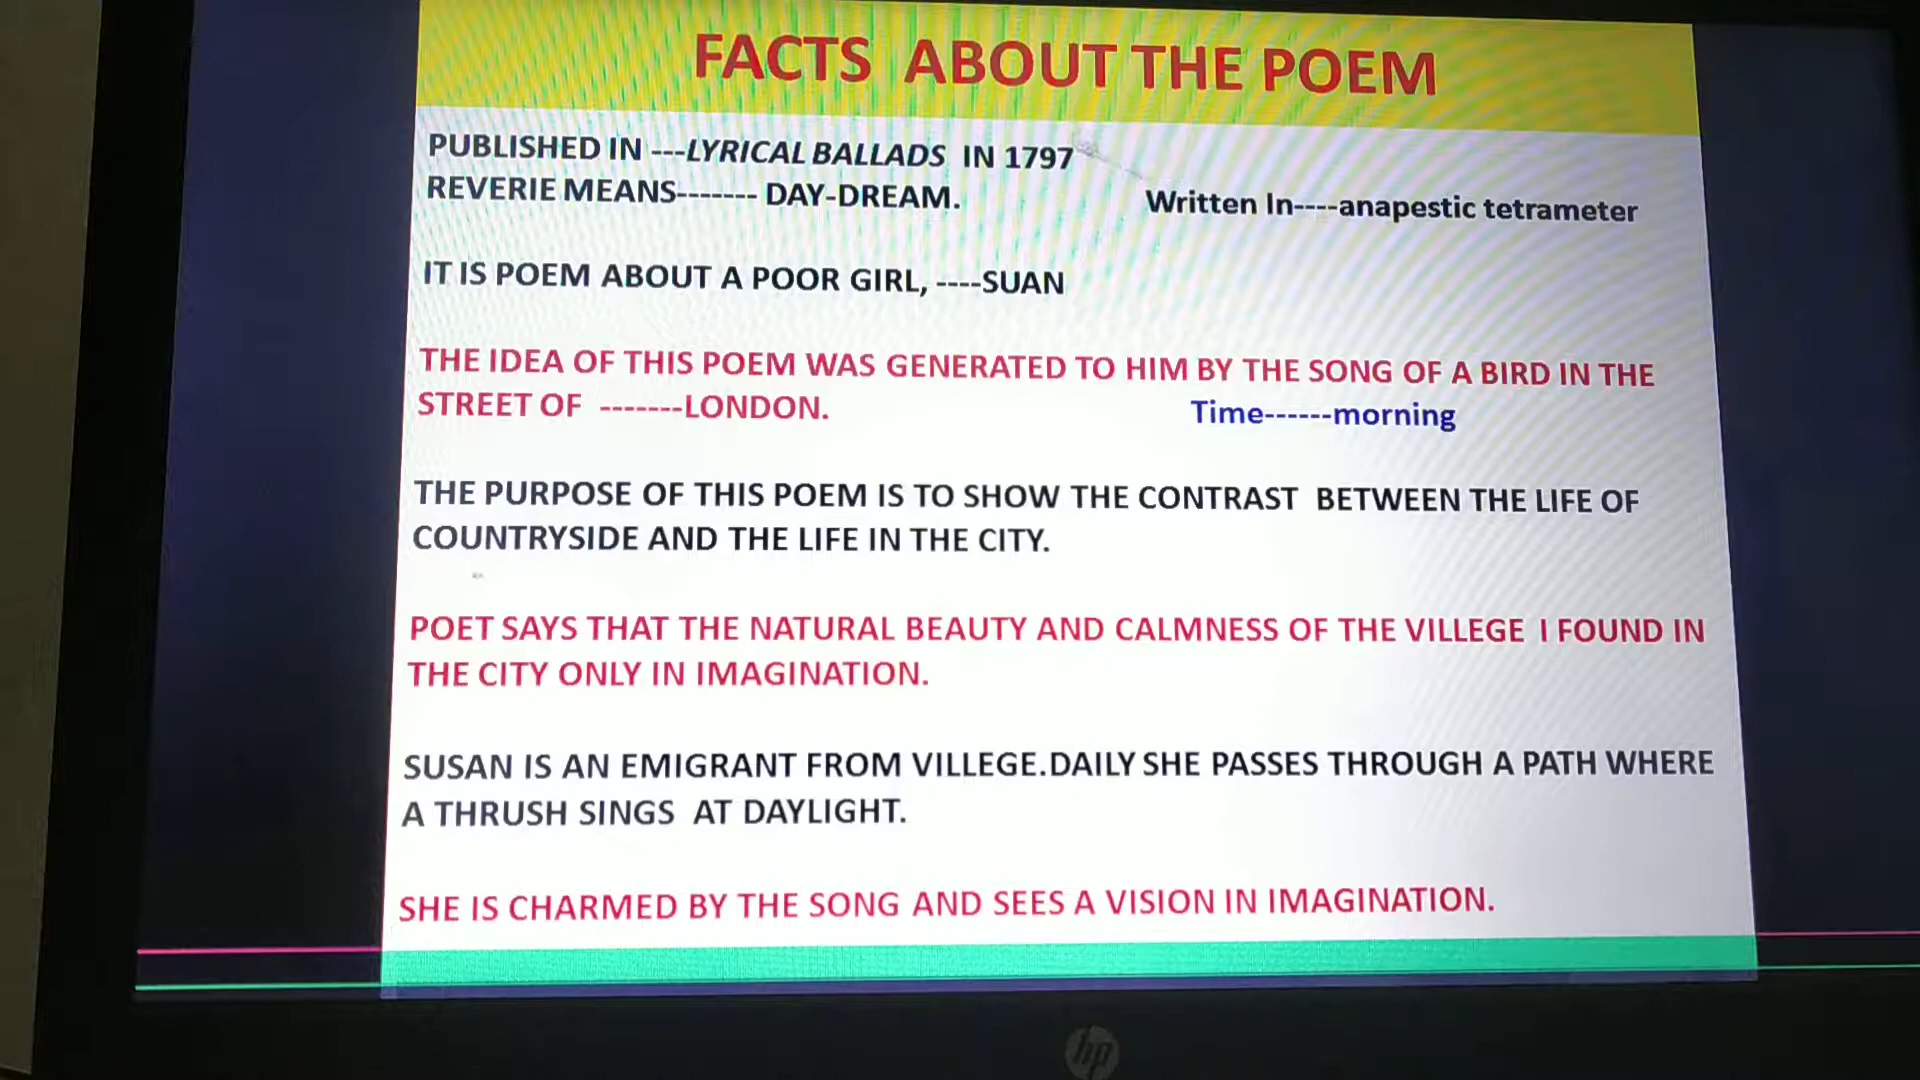 FACTS ABOUT THE POEM
PUBLISHED IN ---LYRICAL BALLADS IN 1797
REVERIE MEANS------- DAY-DREAM.
Written In----anapestic tetrameter
IT IS POEM ABOUT A POOR GIRL, ----SUAN
THE IDEA OF THIS POEM WAS GENERATED TO HIM BY THE SONG OF A BIRD IN THE
STREET OF -------LONDON.
Time------morning
THE PURPOSE OF THIS POEM IS TO SHOW THE CONTRAST BETWEEN THE LIFE OF
COUNTRYSIDE AND THE LIFE IN THE CITY.
POET SAYS THAT THE NATURAL BEAUTY AND CALMNESS OF THE VILLEGE I FOUND IN
THE CITY ONLY IN IMAGINATION.
SUSAN IS AN EMIGRANT FROM VILLEGE.DAILY SHE PASSES THROUGH A PATH WHERE
A THRUSH SINGS AT DAYLIGHT.
SHE IS CHARMED BY THE SONG AND SEES A VISION IN IMAGINATION.
hp